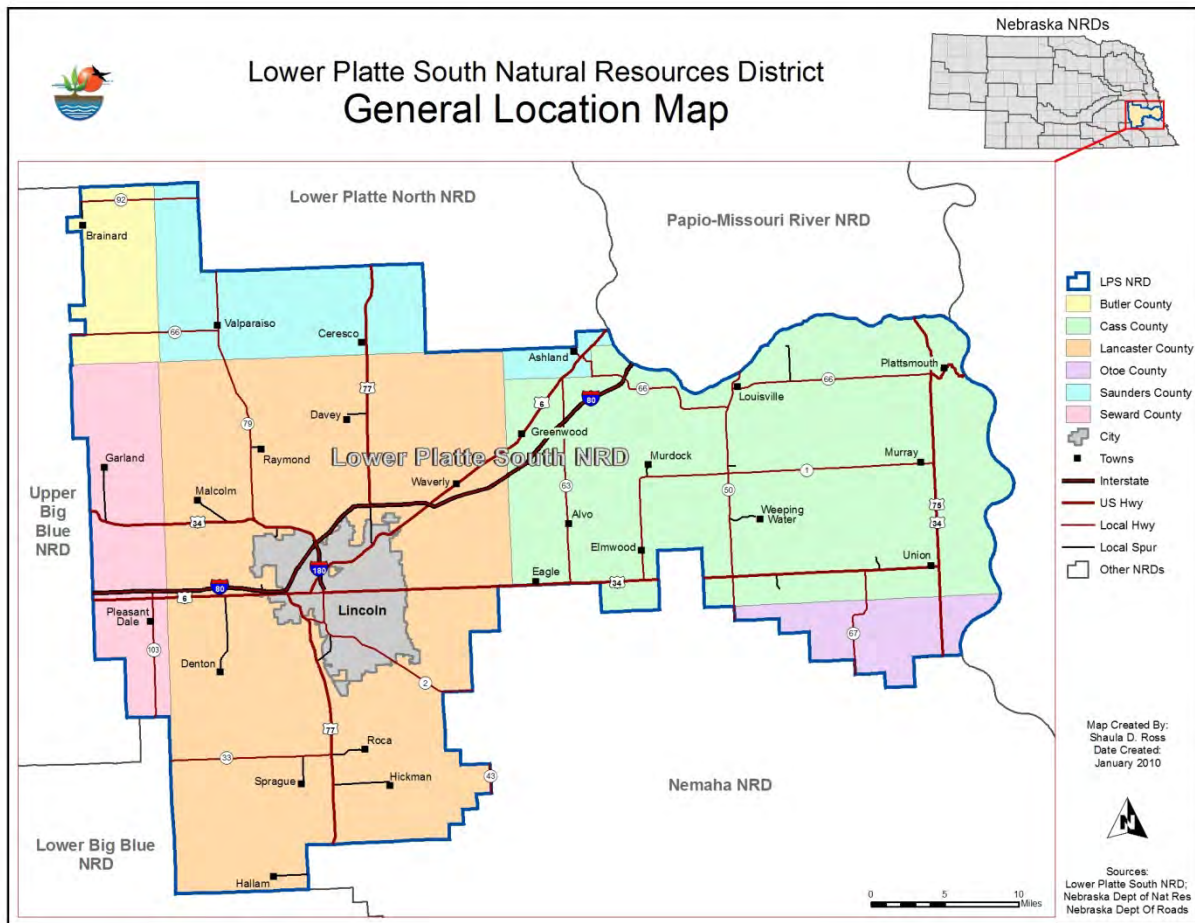 Lower Platte South Natural Resources District
General Location Map
Nebraska NRDs
Lower Platte North NRD
Papio-Missouri River NRD
92
Brainard
66
Valparaiso
Ceresco
77
Ashland
6
80
66
Louisville
66
Plattsmouth
Davey
79
Greenwood
Raymond
Lower Platte South NRD
Garland
Waverly
Murdock
1
Murray
Upper
Big
Blue
NRD
Malcolm
34
63
50
75
34
Alvo
Weeping
Water
Elmwood
Union
180
Eagle
34
80
6
Lincoln
Pleasant
Dale
103
Denton
67
2
77
Roca
33
Sprague
Hickman
43
Nemaha NRD
Lower Big Blue
NRD
Hallam
LPS NRD
Butler County
Cass County
Lancaster County
Otoe County
Saunders County
Seward County
City
Towns
Interstate
US Hwy
Local Hwy
Local Spur
Other NRDs
Map Created By:
Shaula D. Ross
Date Created:
January 2010
N
Sources:
Lower Platte South NRD;
Nebraska Dept of Nat Res
Nebraska Dept Of Roads
0 5 10
Miles